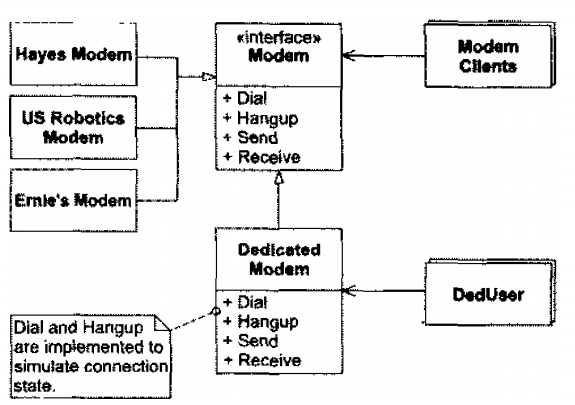 Hayes Modem
US Robotics
Modem
Ernie's Modem
«interface»
Modem
+ Dial
+ Hangup
+ Send
+ Receive
Modem
Clients
Dedicated
Modem
+ Dial
+ Hangup
+ Send
+ Receive
DedUser
Dial and Hangup
are implemented to
simulate connection
state.